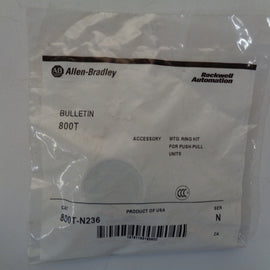 AB Allen-Bradley
Rockwell Automation
BULLETIN
800T
ACCESSORY
MTG RING KIT
FOR PUSH PULL
UNITS
CAT
SER
800T-N236
PRODUCT OF USA
N